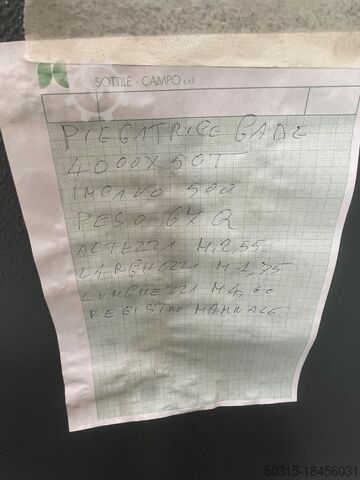 SOTTILE - CAMPO s.r.l
PIEGATRICE GADE
4000X50T
INCAVO 500
PESO 67 Q
ALTEZZA M, 2,55
LARGHEZZA M 1,75
LUNGHEZZA M 4,60
REGISTRO MANUALE
50315-18456031